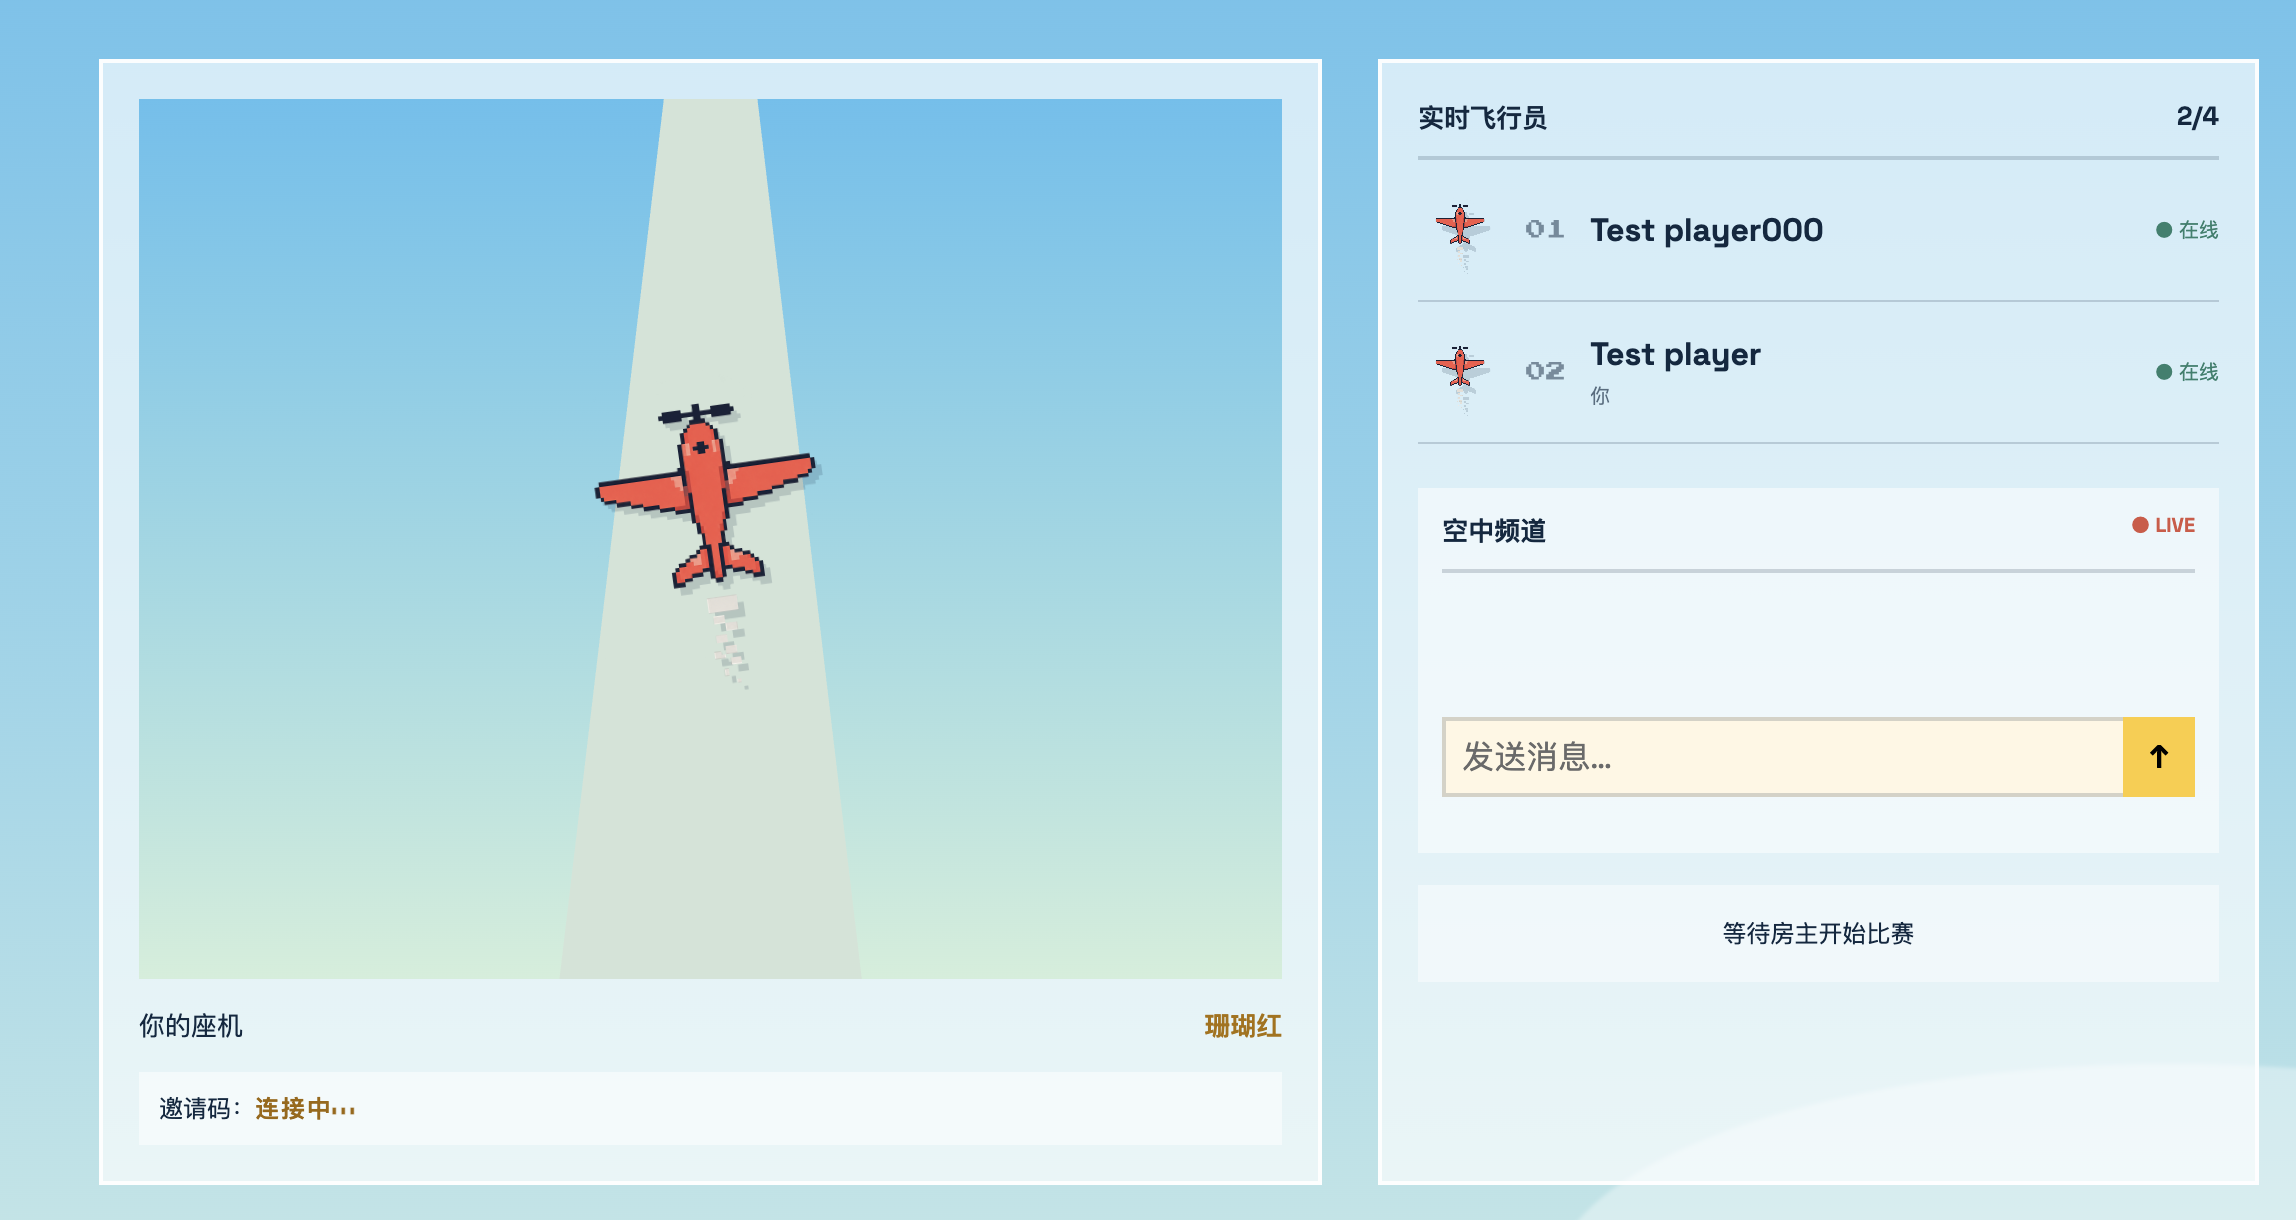 实时飞行员 2/4
01 Test player000 在线
02 Test player 在线
你
空中频道 LIVE
发送消息...
↑
等待房主开始比赛
你的座机 珊瑚红
邀请码：连接中…